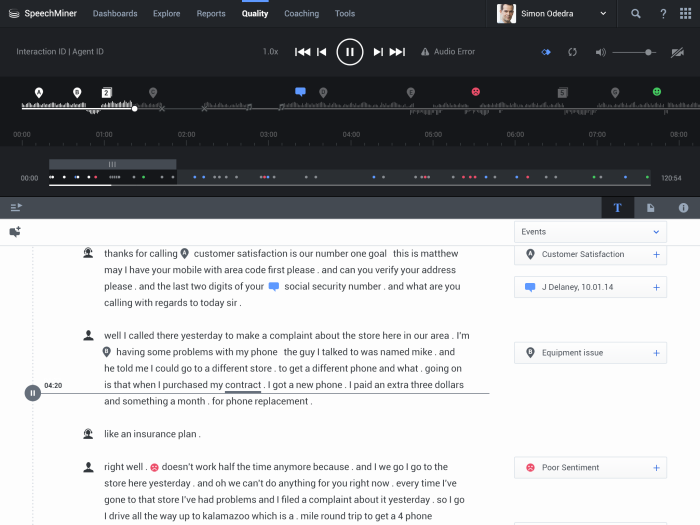 SpeechMiner Dashboards Explore Reports Quality Coaching Tools Simon Odedra ?
Interaction ID | Agent ID 1.0x Audio Error
A B 2 C D E S G
00:00 01:00 02:00 03:00 04:00 05:00 06:00 07:00 08:00
00:00 120:54
T
Events
thanks for calling A customer satisfaction is our number one goal this is matthew
may I have your mobile with area code first please . and can you verify your address
please . and the last two digits of your social security number . and what are you
calling with regards to today sir .
A Customer Satisfaction +
J Delaney, 10.01.14 +
well I called there yesterday to make a complaint about the store here in our area . I'm
B having some problems with my phone the guy I talked to was named mike . and
he told me I could go to a different store . to get a different phone and what . going on
is that when I purchased my contract . I got a new phone . I paid an extra three dollars
and something a month . for phone replacement .
B Equipment issue +
04:20
like an insurance plan .
right well . doesn't work half the time anymore because . and I we go I go to the
store here yesterday . and oh we can't do anything for you right now . every time I've
gone to that store I've had problems and I filed a complaint about it yesterday . so I go
I drive all the way up to kalamazoo which is a . mile round trip to get a 4 phone
Poor Sentiment +